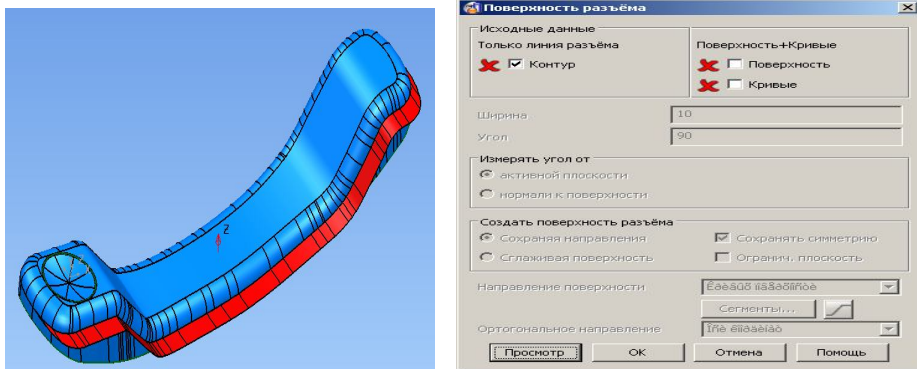 Z
Поверхность разъёма
Исходные данные
Только линия разъёма
Контур
Поверхность+Кривые
Поверхность
Кривые
Ширина 10
Угол 90
Измерять угол от
активной плоскости
нормали к поверхности
Создать поверхность разъёма
Сохраняя направления
Сохранять симметрию
Сглаживая поверхность
Огранич. плоскость
Направление поверхности
Сегменты...
Ортогональное направление
Просмотр OK Отмена Помощь